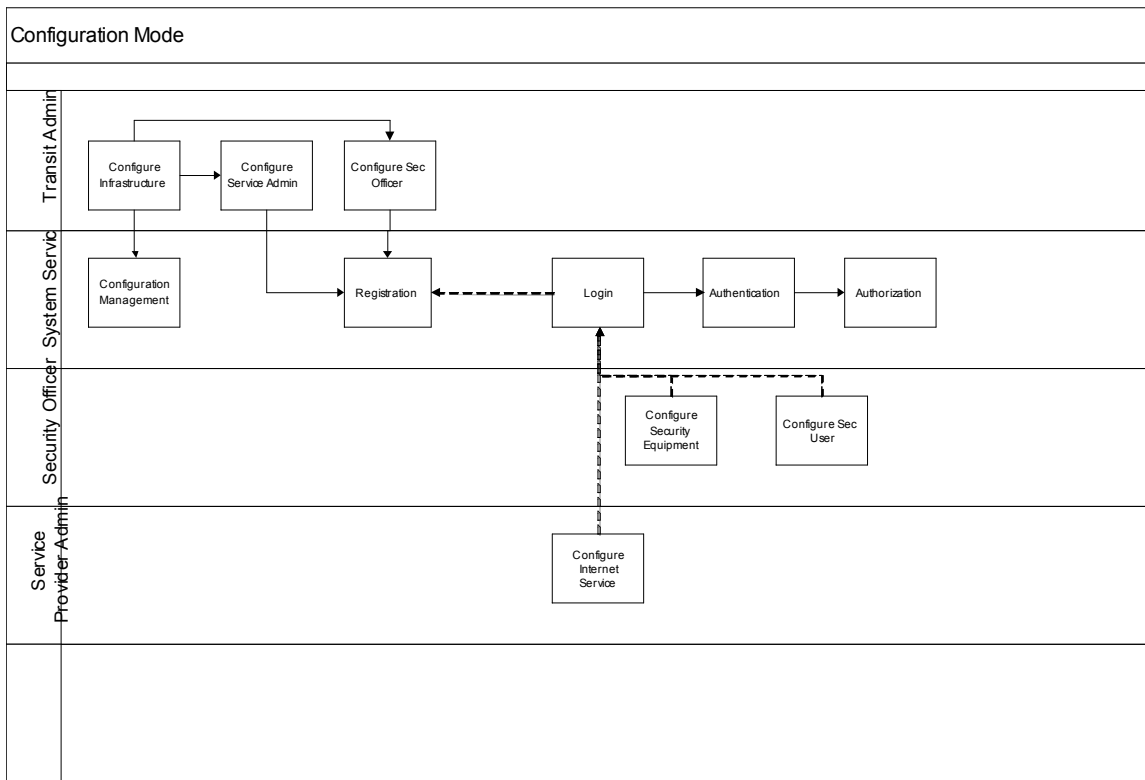 Configuration Mode
Transit Admin
Configure
Infrastructure
Configure
Service Admin
Configure Sec
Officer
System Servic
Configuration
Management
Registration
Login
Authentication
Authorization
Security Officer
Configure
Security
Equipment
Configure Sec
User
Service
Provider Admin
Configure
Internet
Service